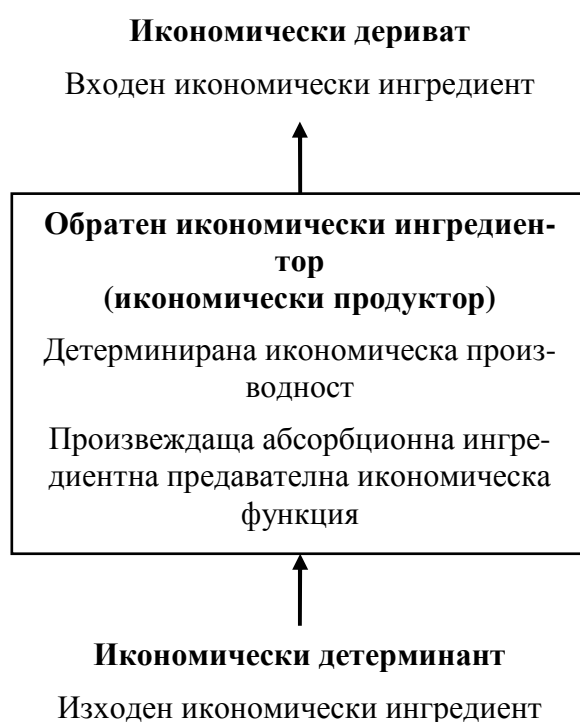 Икономически дериват
Входен икономически ингредиент
Обратен икономически ингредиен-
тор
(икономически продуктор)
Детерминирана икономическа произ-
водност
Произвеждаща абсорбционна ингре-
диентна предавателна икономическа
функция
Икономически детерминант
Изходен икономически ингредиент